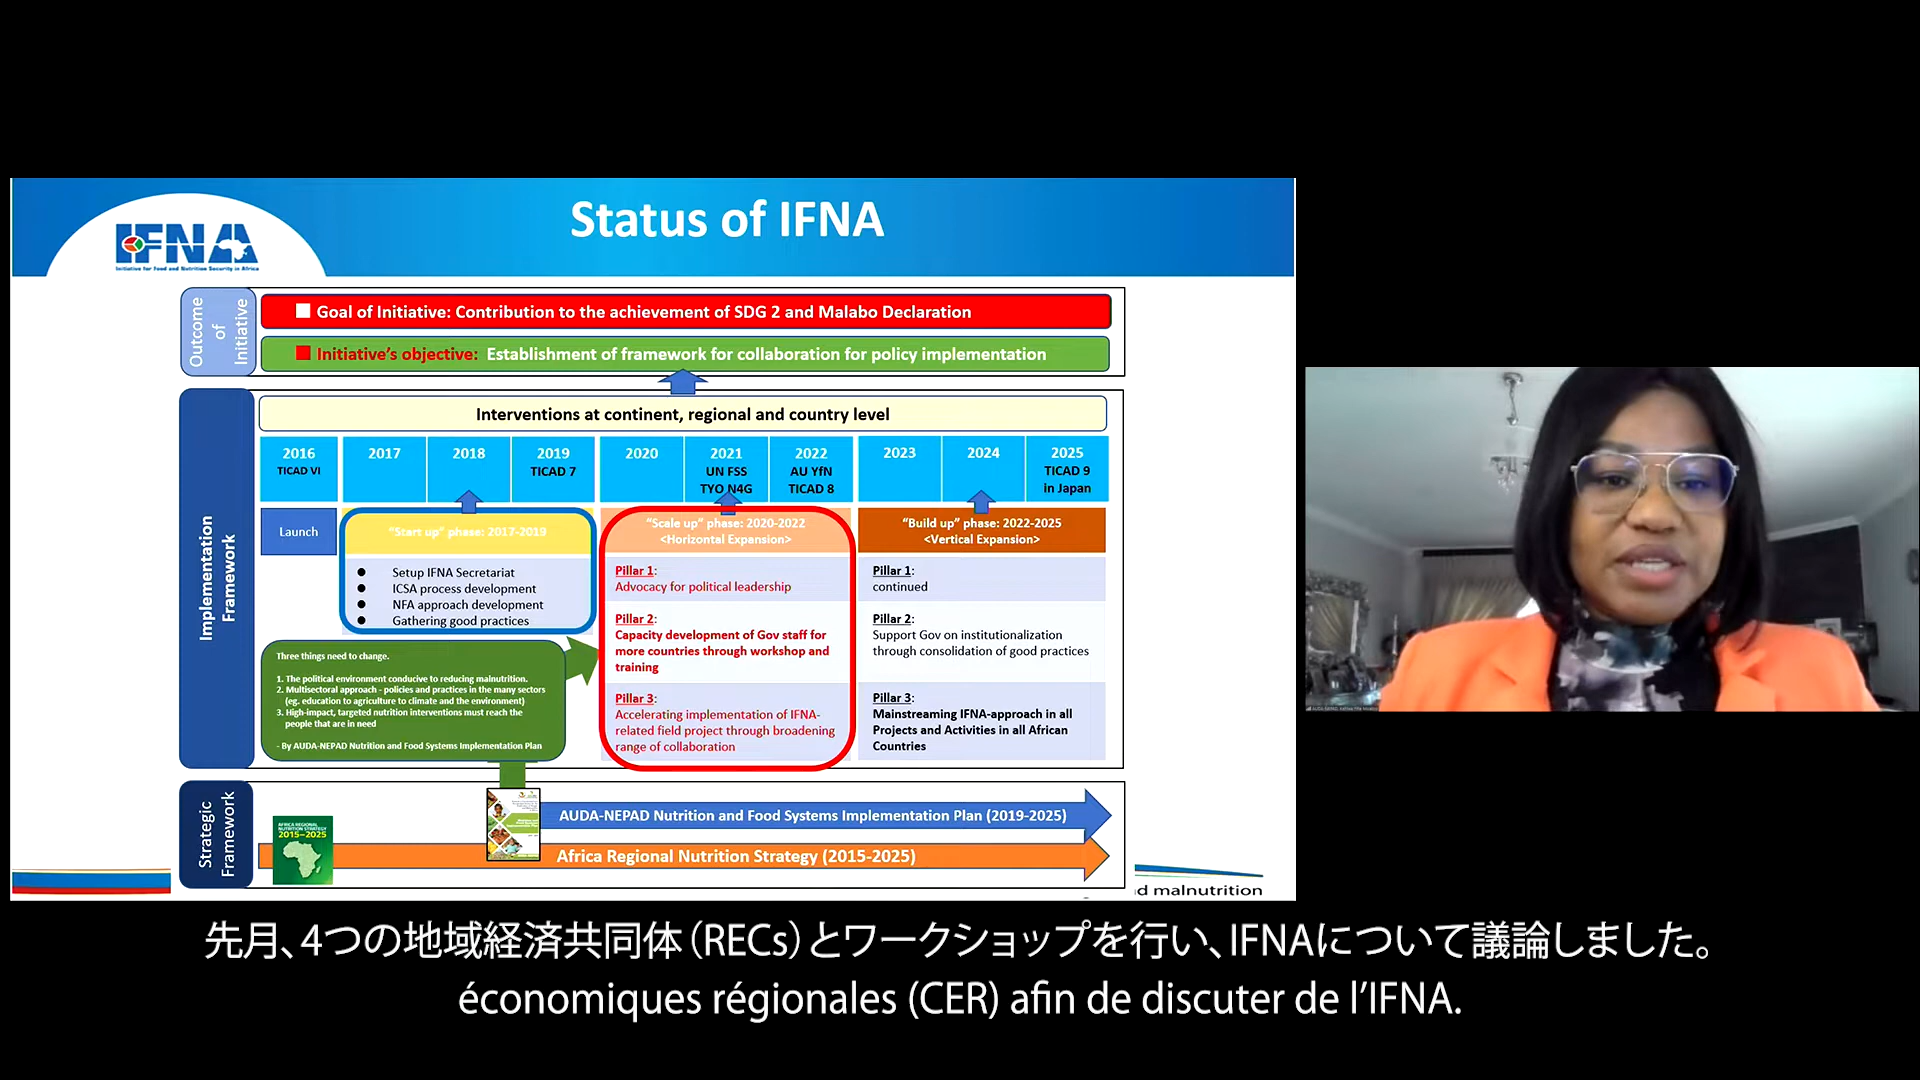 Status of IFNA
IFNA
Initiative for Food and Nutrition Security in Africa
Outcome
of
Initiative
Goal of Initiative: Contribution to the achievement of SDG 2 and Malabo Declaration
Initiative's objective: Establishment of framework for collaboration for policy implementation
Implementation
Framework
Interventions at continent, regional and country level
2016
TICAD VI
2017
2018
2019
TICAD 7
2020
2021
UN FSS
TYO N4G
2022
AU YfN
TICAD 8
2023
2024
2025
TICAD 9
in Japan
Launch
"Start up" phase: 2017-2019
● Setup IFNA Secretariat
● ICSA process development
● NFA approach development
● Gathering good practices
"Scale up" phase: 2020-2022
<Horizontal Expansion>
Pillar 1:
Advocacy for political leadership
Pillar 2:
Capacity development of Gov staff for
more countries through workshop and
training
Pillar 3:
Accelerating implementation of IFNA-
related field project through broadening
range of collaboration
"Build up" phase: 2022-2025
<Vertical Expansion>
Pillar 1:
continued
Pillar 2:
Support Gov on institutionalization
through consolidation of good practices
Pillar 3:
Mainstreaming IFNA-approach in all
Projects and Activities in all African
Countries
Three things need to change.
1. The political environment conducive to reducing malnutrition.
2. Multisectoral approach - policies and practices in the many sectors
(eg. education to agriculture to climate and the environment)
3. High-impact, targeted nutrition interventions must reach the
people that are in need
- By AUDA-NEPAD Nutrition and Food Systems Implementation Plan
Strategic
Framework
AFRICA REGIONAL
NUTRITION STRATEGY
2015–2025
AUDA-NEPAD Nutrition and Food Systems Implementation Plan (2019-2025)
Africa Regional Nutrition Strategy (2015-2025)
d malnutrition
先月、4つの地域経済共同体（RECs）とワークショップを行い、IFNAについて議論しました。
économiques régionales (CER) afin de discuter de l'IFNA.